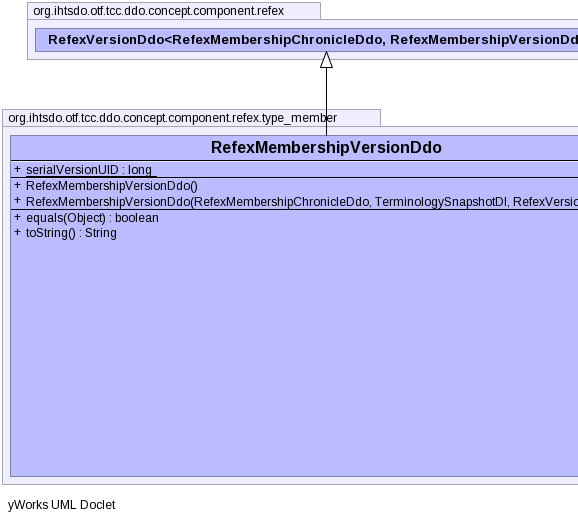 org.ihtsdo.otf.tcc.ddo.concept.component.refex
RefexVersionDdo<RefexMembershipChronicleDdo, RefexMembershipVersionDd
org.ihtsdo.otf.tcc.ddo.concept.component.refex.type_member
RefexMembershipVersionDdo
+ serialVersionUID : long
+ RefexMembershipVersionDdo()
+ RefexMembershipVersionDdo(RefexMembershipChronicleDdo, TerminologySnapshotDI, RefexVersio
+ equals(Object) : boolean
+ toString() : String
yWorks UML Doclet